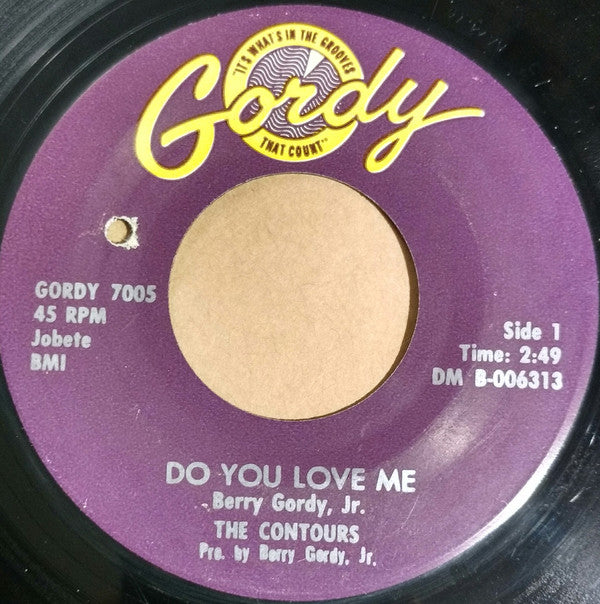 "IT'S WHAT'S IN THE GROOVES
Gordy
THAT COUNT"
GORDY 7005
45 RPM
Jobete
BMI
Side 1
Time: 2:49
DM B-006313
DO YOU LOVE ME
Berry Gordy, Jr.
THE CONTOURS
Pro. by Berry Gordy, Jr.